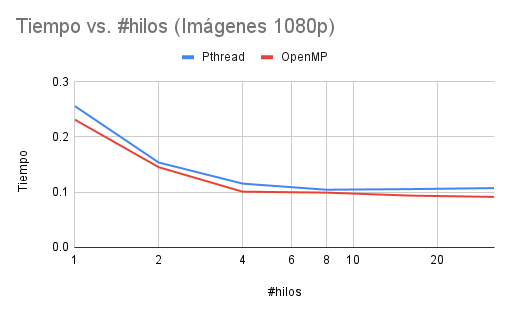 Tiempo vs. #hilos (Imágenes 1080p)
Pthread OpenMP
Tiempo
0.3
0.2
0.1
0.0
1 2 4 6 8 10 20
#hilos